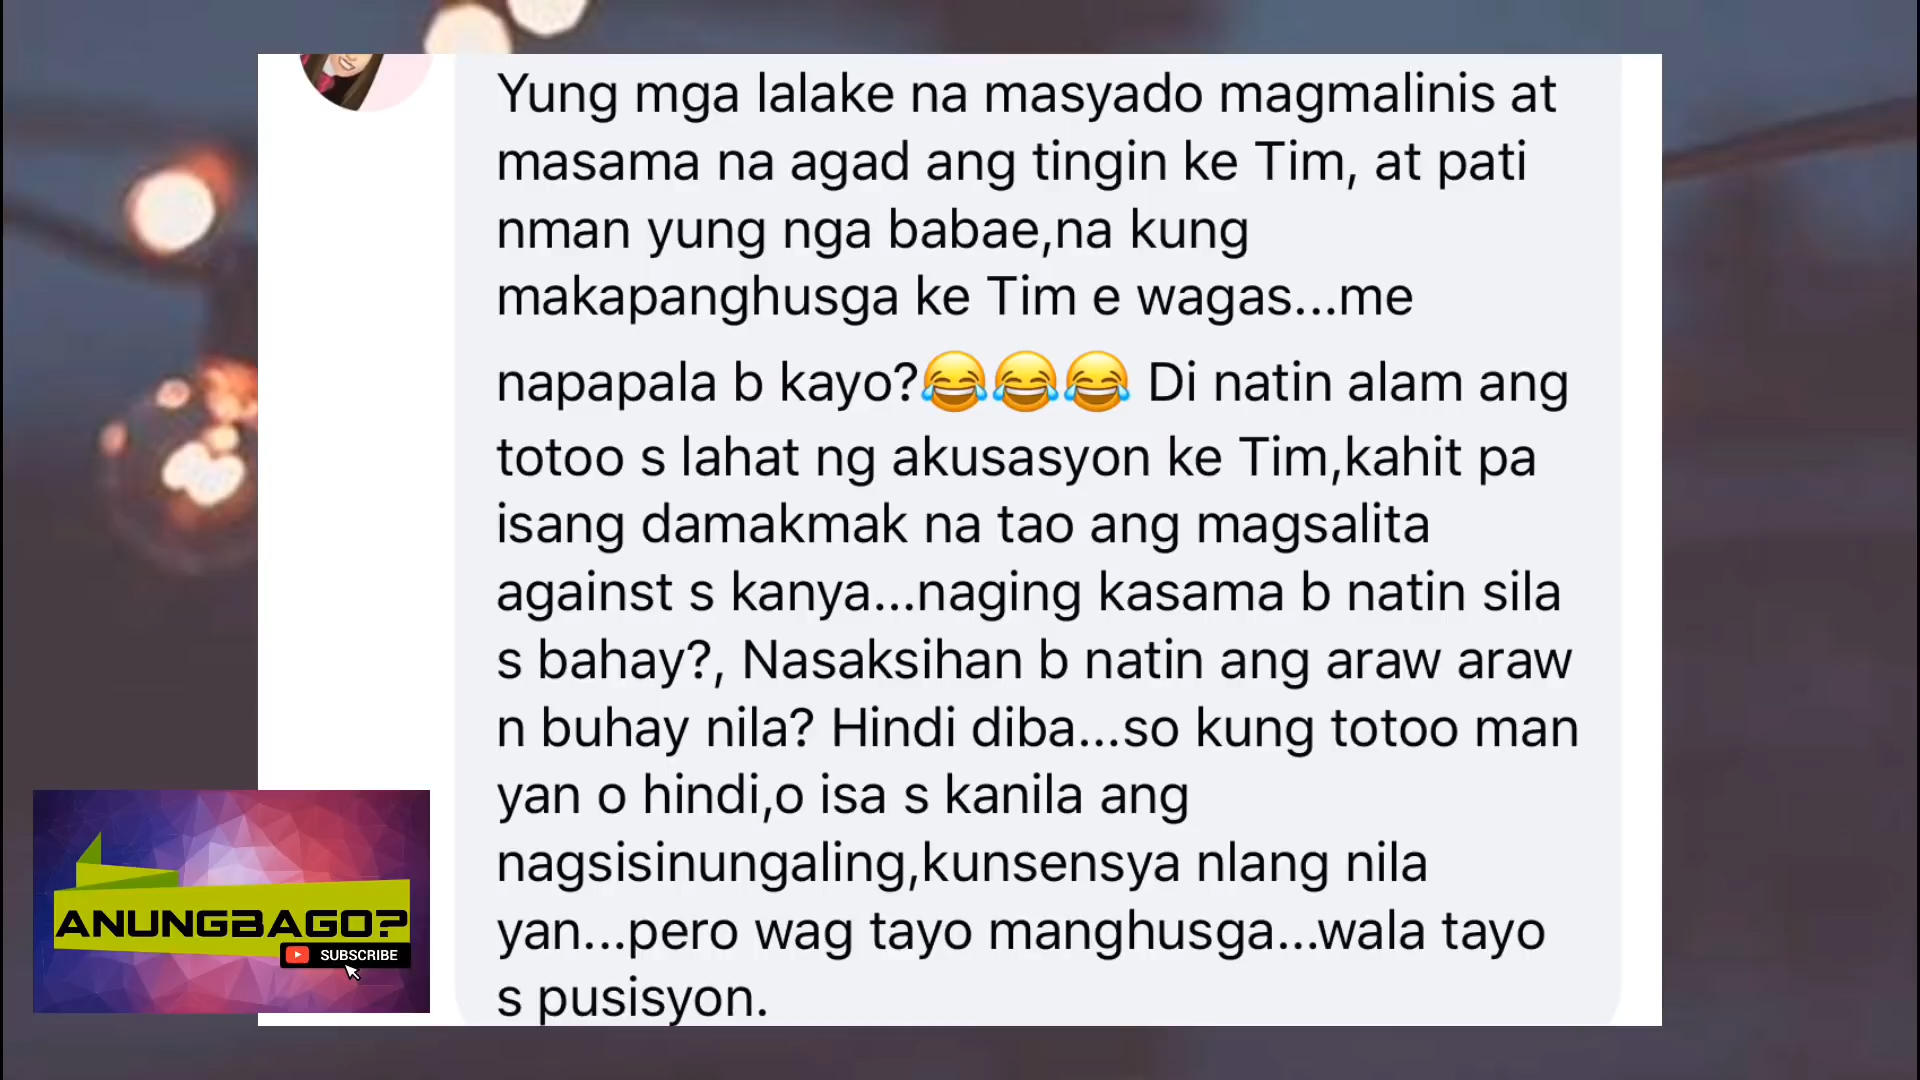 Yung mga lalake na masyado magmalinis at
masama na agad ang tingin ke Tim, at pati
nman yung nga babae,na kung
makapanghusga ke Tim e wagas...me
napapala b kayo?😂😂😂 Di natin alam ang
totoo s lahat ng akusasyon ke Tim,kahit pa
isang damakmak na tao ang magsalita
against s kanya...naging kasama b natin sila
s bahay?, Nasaksihan b natin ang araw araw
n buhay nila? Hindi diba...so kung totoo man
yan o hindi,o isa s kanila ang
nagsisinungaling,kunsensya nlang nila
yan...pero wag tayo manghusga...wala tayo
s pusisyon.
ANUNGBAGO?
SUBSCRIBE